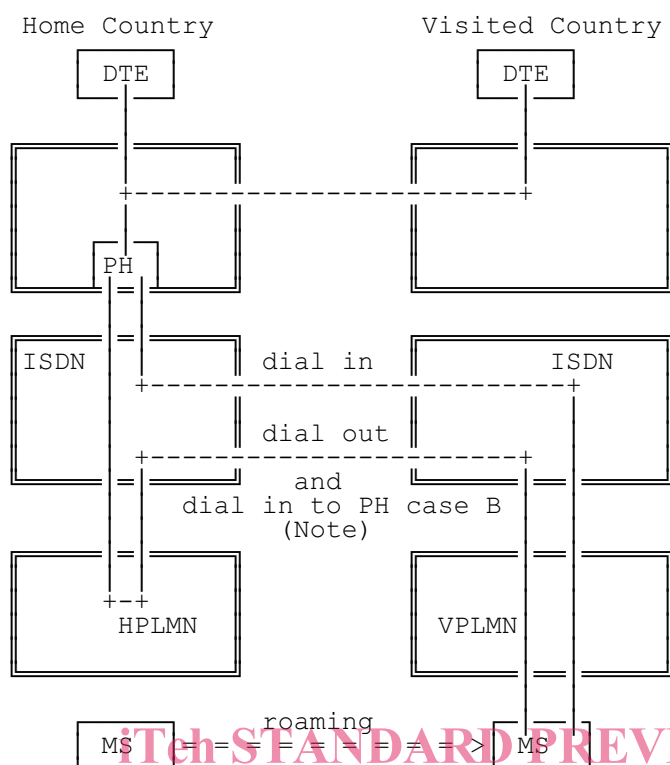 Home Country Visited Country
DTE DTE
PH
ISDN dial in ISDN
dial out
and
dial in to PH case B
(Note)
HPLMN VPLMN
roaming
MS = = = = = = = = = > MS
iTeh STANDARD PREV